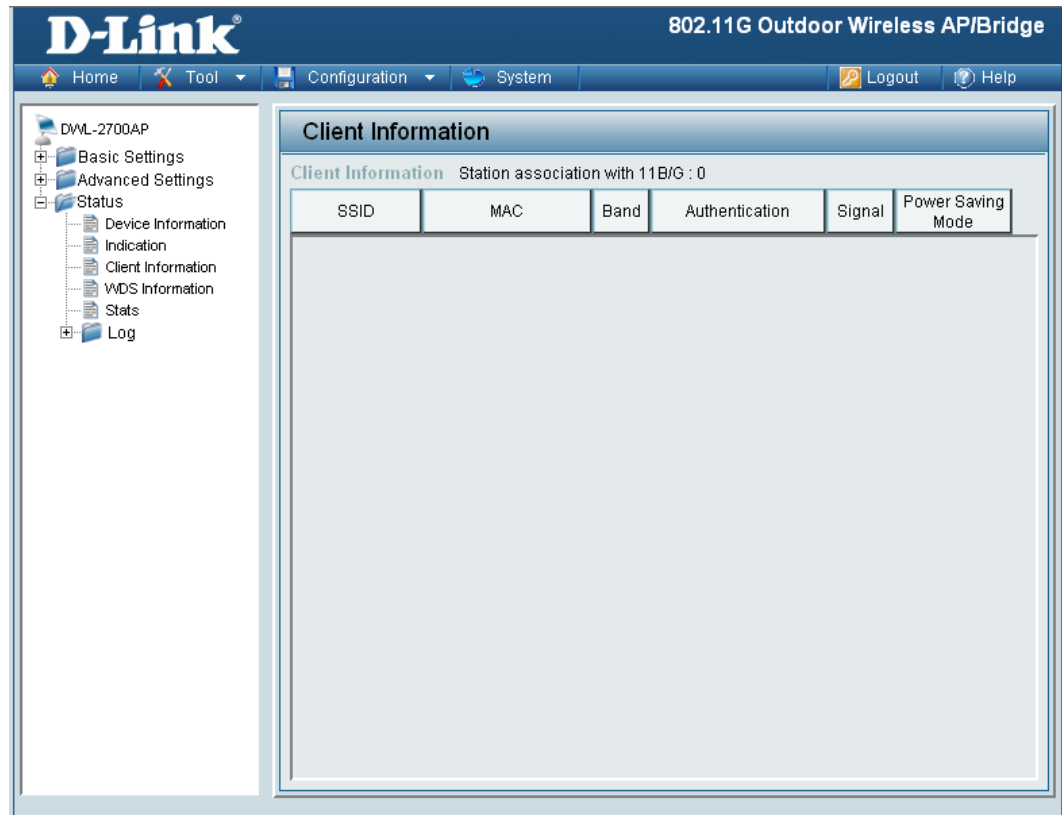 D-Link®
802.11G Outdoor Wireless AP/Bridge
Home Tool Configuration System Logout Help
DWL-2700AP
Basic Settings
Advanced Settings
Status
Device Information
Indication
Client Information
WDS Information
Stats
Log
Client Information
Client Information Station association with 11B/G : 0
SSID MAC Band Authentication Signal Power Saving Mode